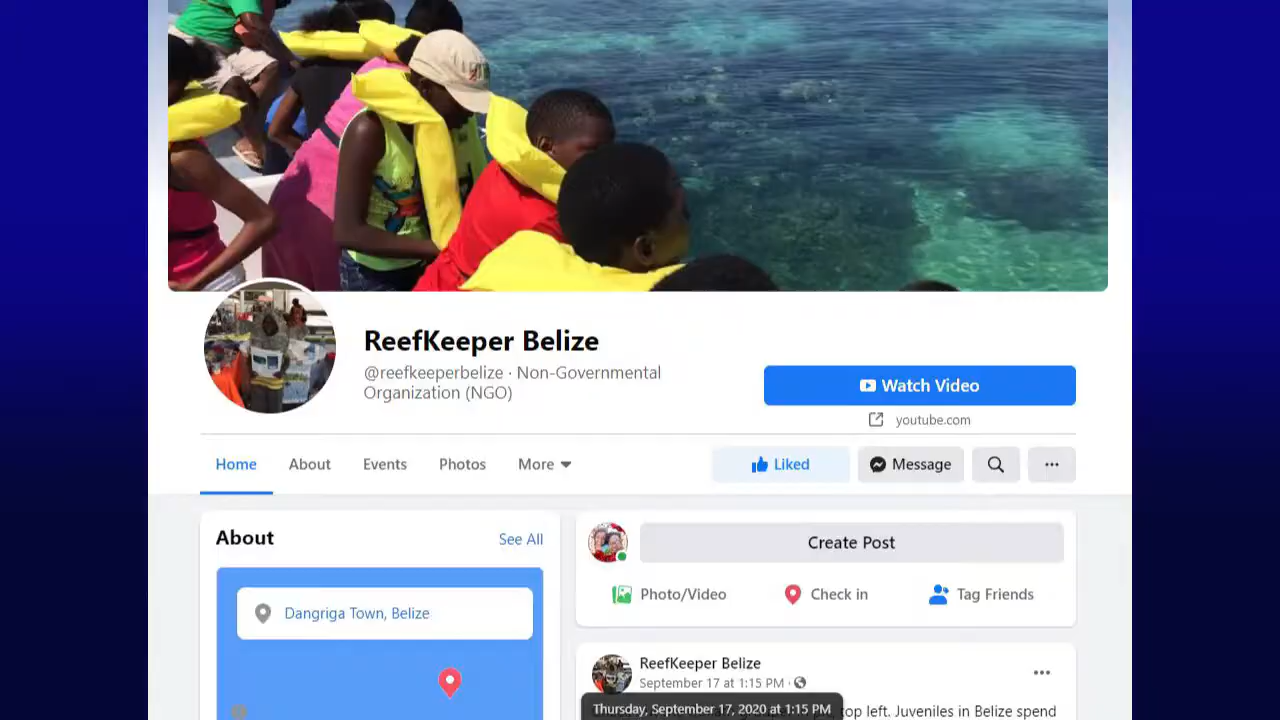 ReefKeeper Belize
@reefkeeperbelize · Non-Governmental
Organization (NGO)
Watch Video
youtube.com
Home
About
Events
Photos
More
Liked
Message
About
See All
Dangriga Town, Belize
Create Post
Photo/Video
Check in
Tag Friends
ReefKeeper Belize
September 17 at 1:15 PM ·
Thursday, September 17, 2020 at 1:15 PM
top left. Juveniles in Belize spend